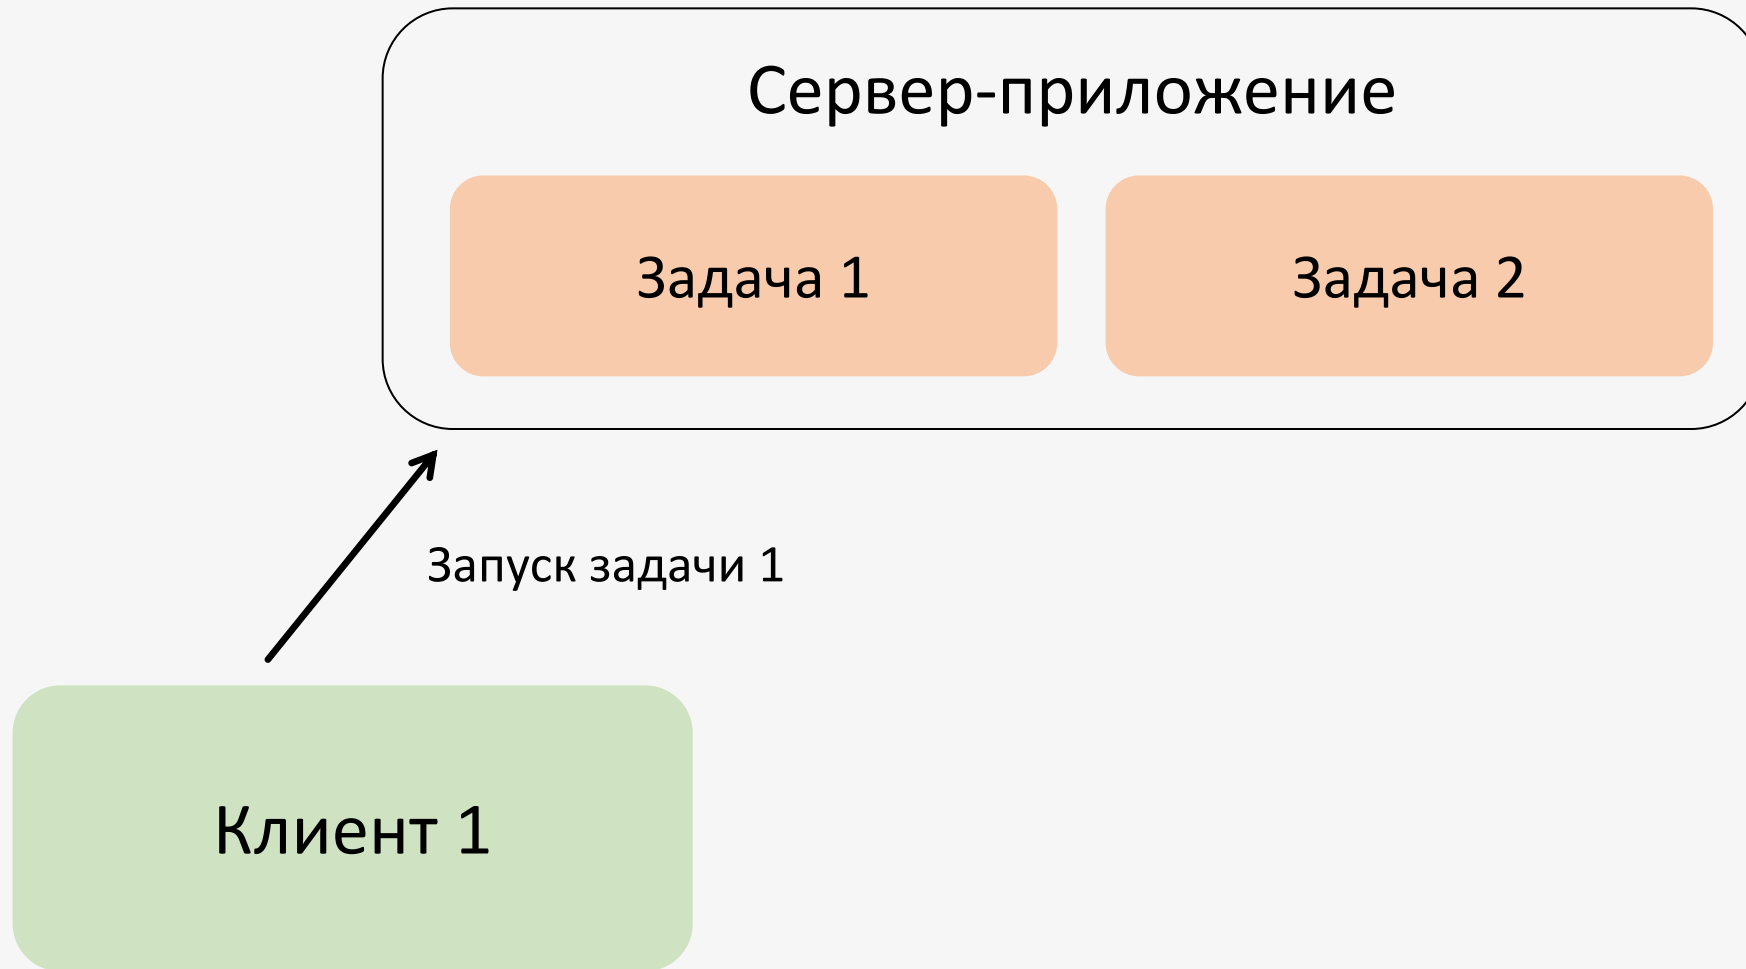 Сервер-приложение
Задача 1
Задача 2
Запуск задачи 1
Клиент 1